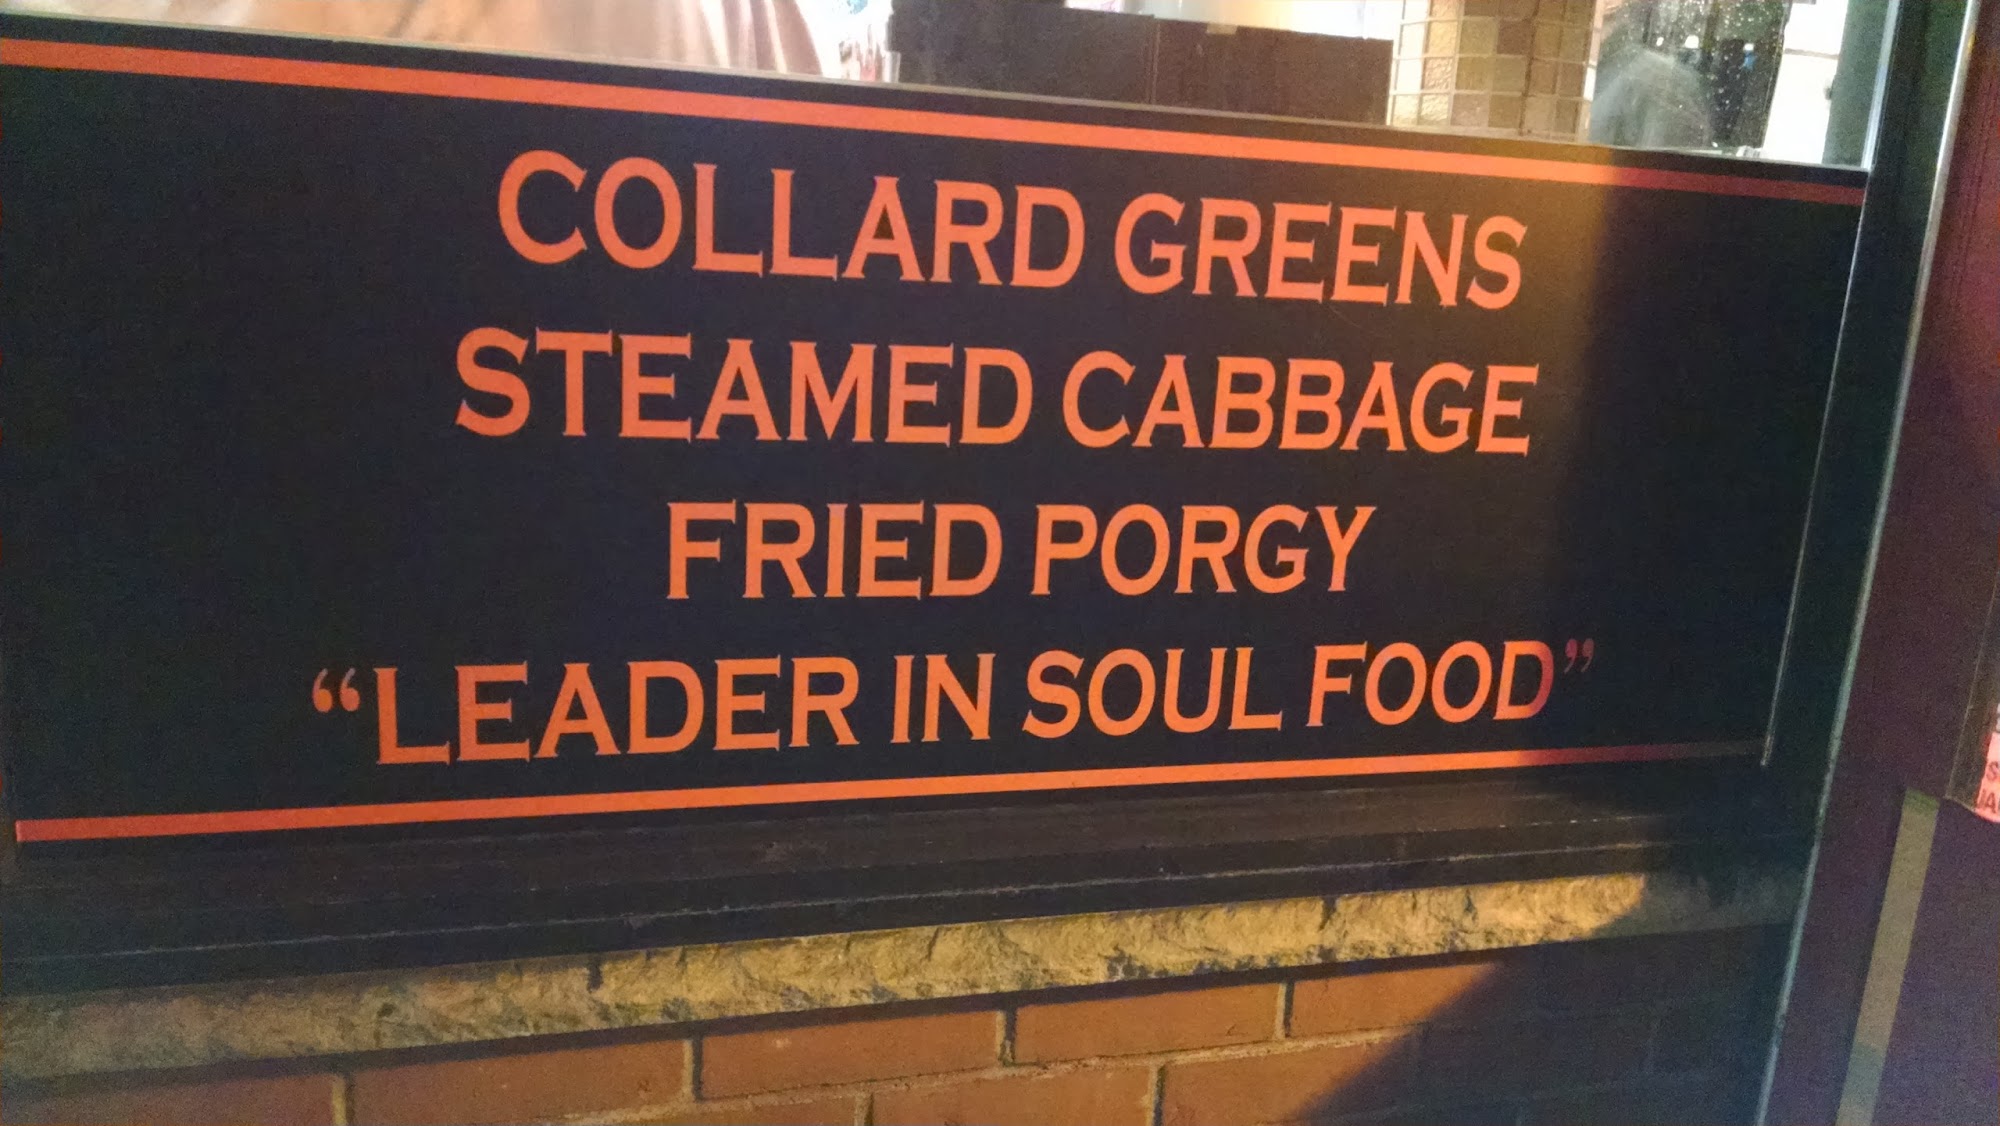 COLLARD GREENS
STEAMED CABBAGE
FRIED PORGY
“LEADER IN SOUL FOOD”